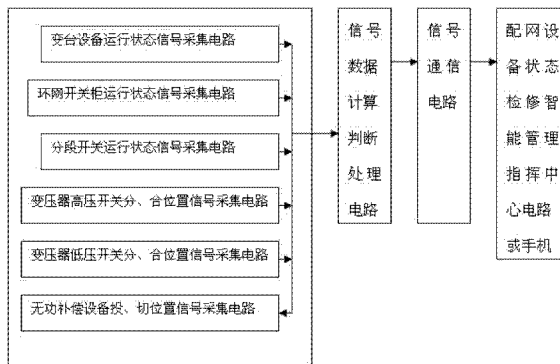 变台设备运行状态信号采集电路
环网开关柜运行状态信号采集电路
分段开关运行状态信号采集电路
变压器高压开关分、合位置信号采集电路
变压器低压开关分、合位置信号采集电路
无功补偿设备投、切位置信号采集电路
信号
数据
计算
判断
处理
电路
信号
通信
电路
配网设
备状态
检修智
能管理
指挥中
心电路
或手机